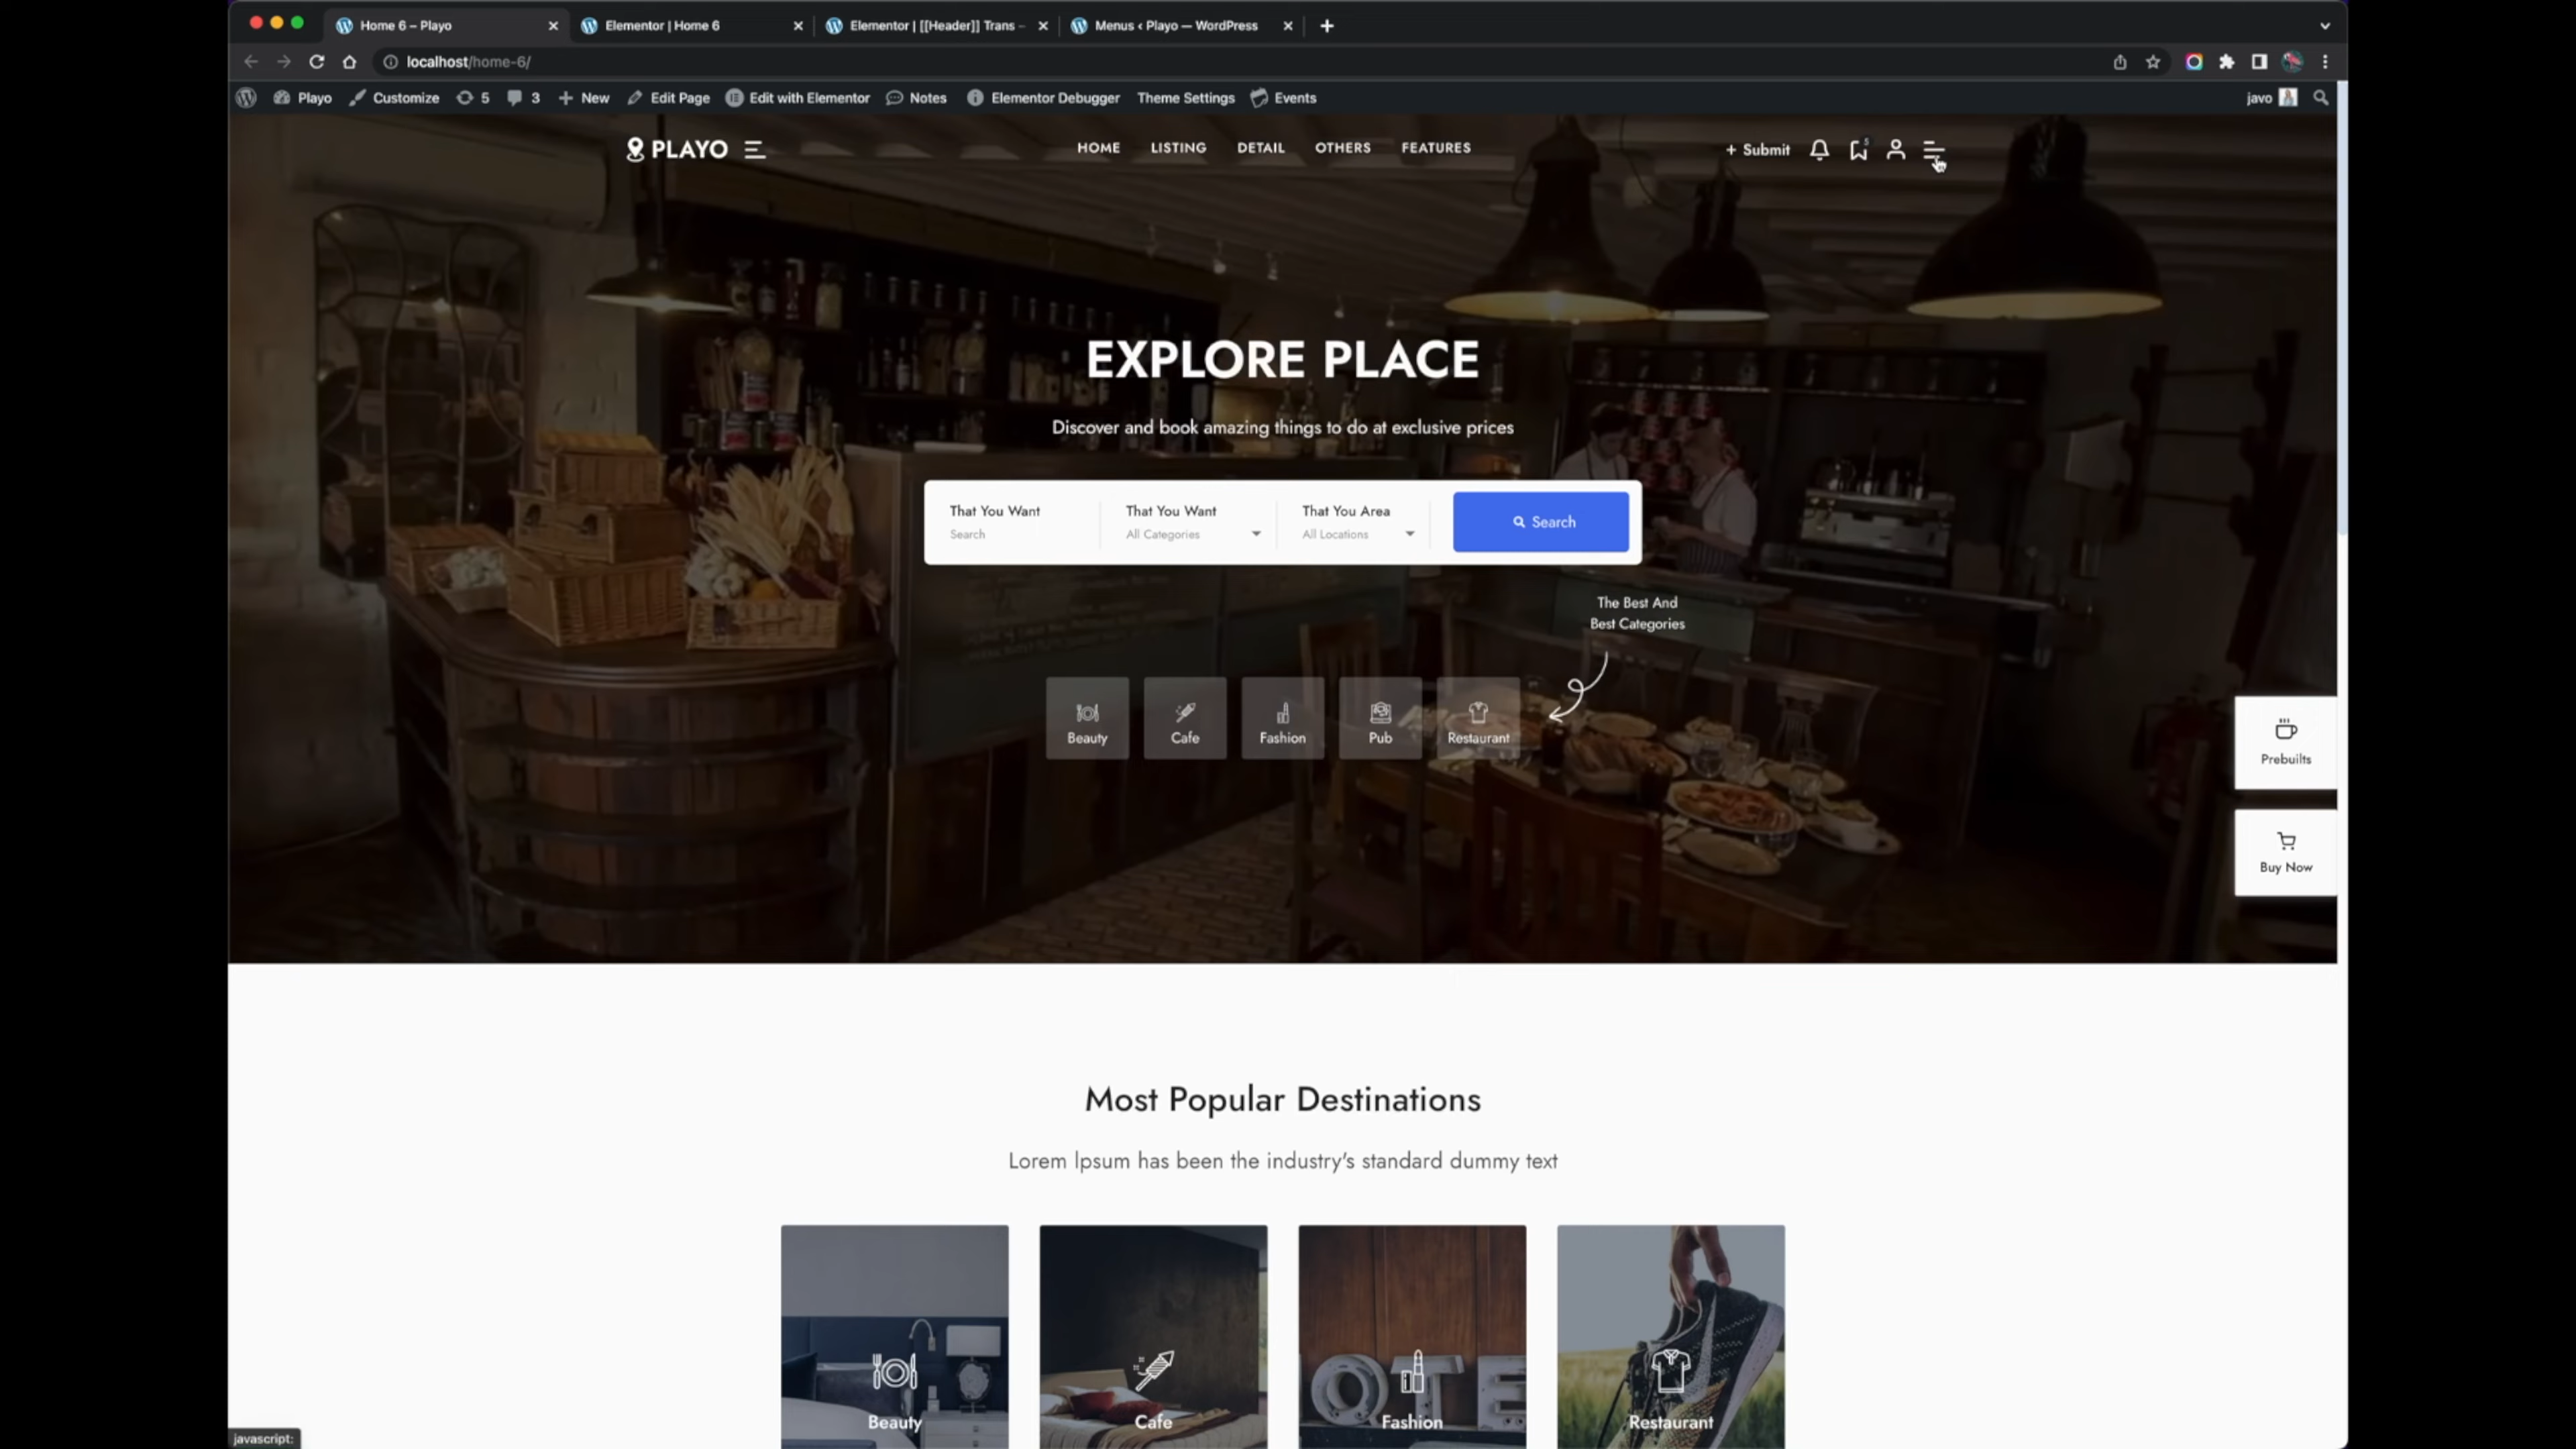 Home 6 – Playo
Elementor | Home 6
Elementor | [[Header]] Trans -
Menus ‹ Playo — WordPress
localhost/home-6/
Playo
Customize
5
3
New
Edit Page
Edit with Elementor
Notes
Elementor Debugger
Theme Settings
Events
javo
PLAYO
HOME
LISTING
DETAIL
OTHERS
FEATURES
+ Submit
EXPLORE PLACE
Discover and book amazing things to do at exclusive prices
That You Want
Search
That You Want
All Categories
That You Area
All Locations
Search
The Best And
Best Categories
Beauty
Cafe
Fashion
Pub
Restaurant
Prebuilts
Buy Now
Most Popular Destinations
Lorem Ipsum has been the industry's standard dummy text
OTE
Beauty
Cafe
Fashion
Restaurant
javascript: